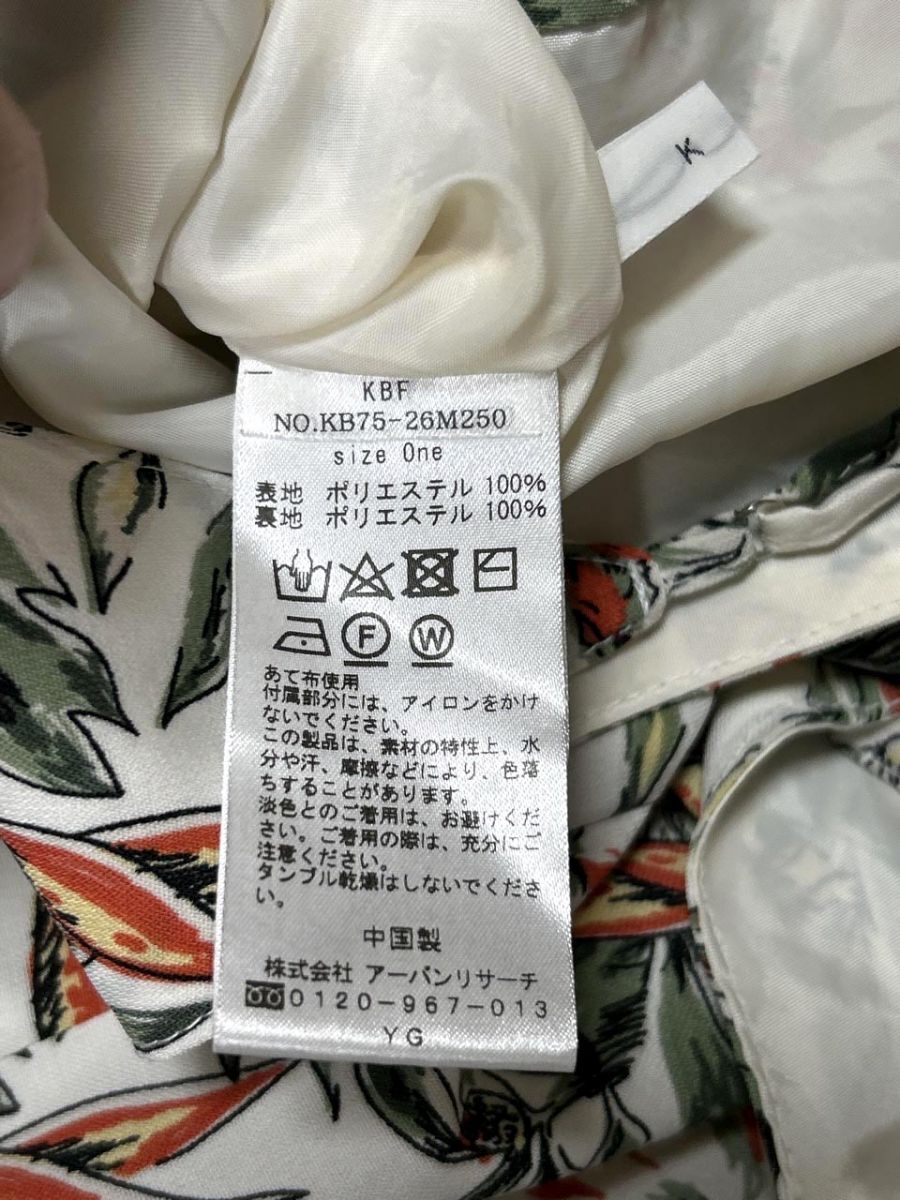 K
KBF
NO.KB75-26M250
size One
表地 ポリエステル 100%
裏地 ポリエステル 100%
F W
あて布使用
付属部分には、アイロンをかけ
ないでください。
この製品は、素材の特性上、水
分や汗、摩擦などにより、色落
ちすることがあります。
淡色とのご着用は、お避けくだ
さい。ご着用の際は、充分にご
注意ください。
タンブル乾燥はしないでくださ
い。
中国製
株式会社 アーバンリサーチ
0120-967-013
YG